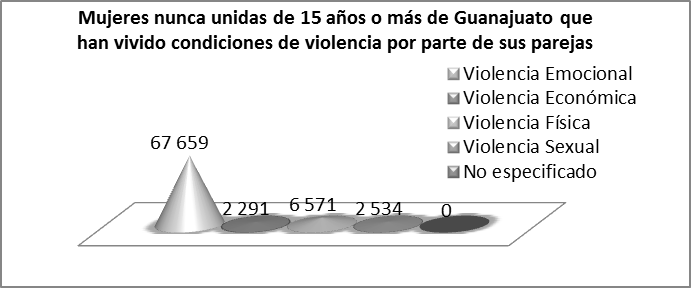 Mujeres nunca unidas de 15 años o más de Guanajuato que
han vivido condiciones de violencia por parte de sus parejas
Violencia Emocional
Violencia Económica
Violencia Física
Violencia Sexual
No especificado
67 659
2 291
6 571
2 534
0